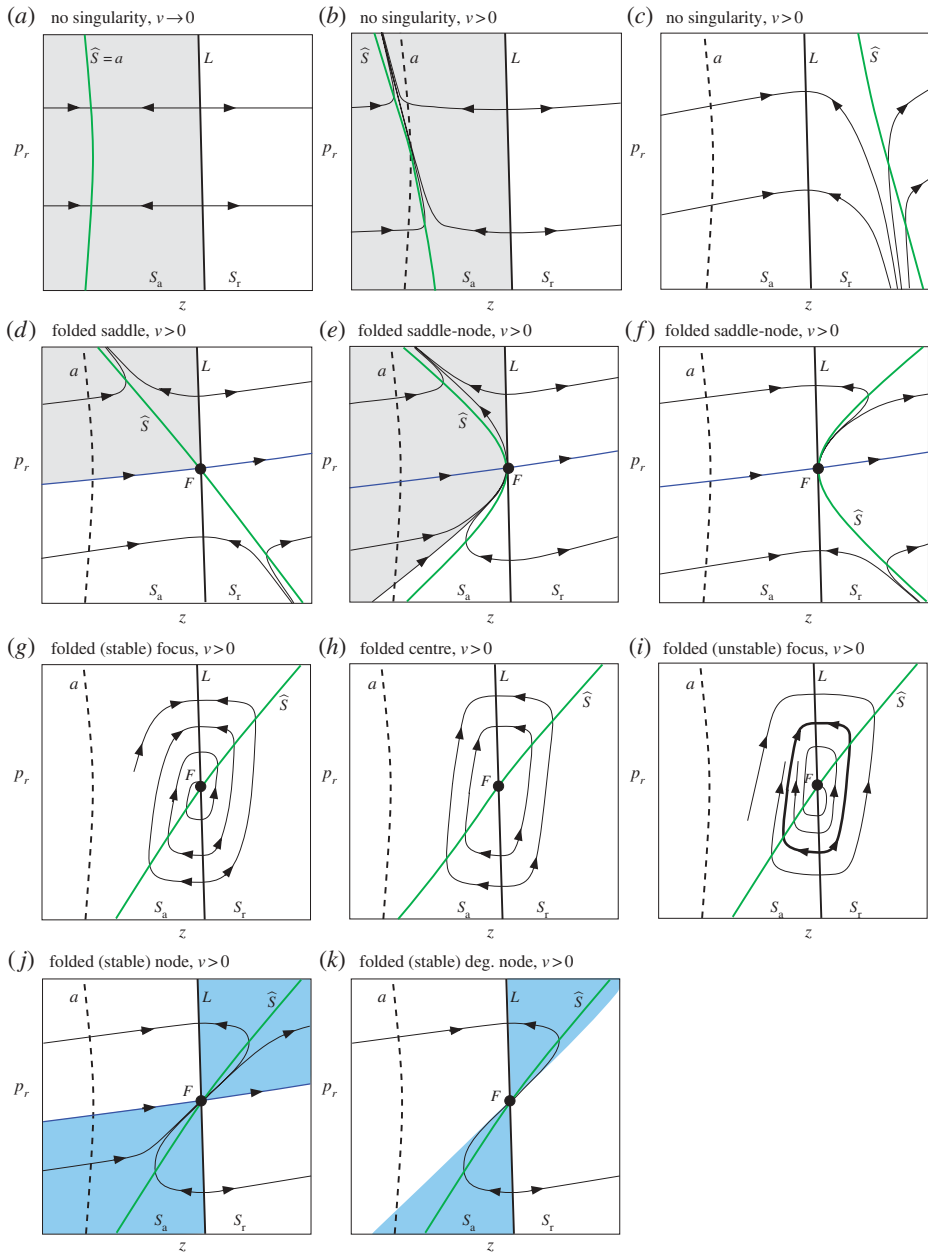 (a) no singularity, v→0
Ŝ = a
L
p_r
S_a
S_r
z
(b) no singularity, v>0
Ŝ
a
L
p_r
S_a
S_r
z
(c) no singularity, v>0
a
L
Ŝ
p_r
S_a
S_r
z
(d) folded saddle, v>0
a
L
Ŝ
p_r
F
S_a
S_r
z
(e) folded saddle-node, v>0
a
L
Ŝ
p_r
F
S_a
S_r
z
(f) folded saddle-node, v>0
a
L
p_r
F
Ŝ
S_a
S_r
z
(g) folded (stable) focus, v>0
a
L
Ŝ
p_r
F
S_a
S_r
z
(h) folded centre, v>0
a
L
Ŝ
p_r
F
S_a
S_r
z
(i) folded (unstable) focus, v>0
a
L
Ŝ
p_r
F
S_a
S_r
z
(j) folded (stable) node, v>0
a
L
Ŝ
p_r
F
S_a
S_r
z
(k) folded (stable) deg. node, v>0
a
L
Ŝ
p_r
F
S_a
S_r
z